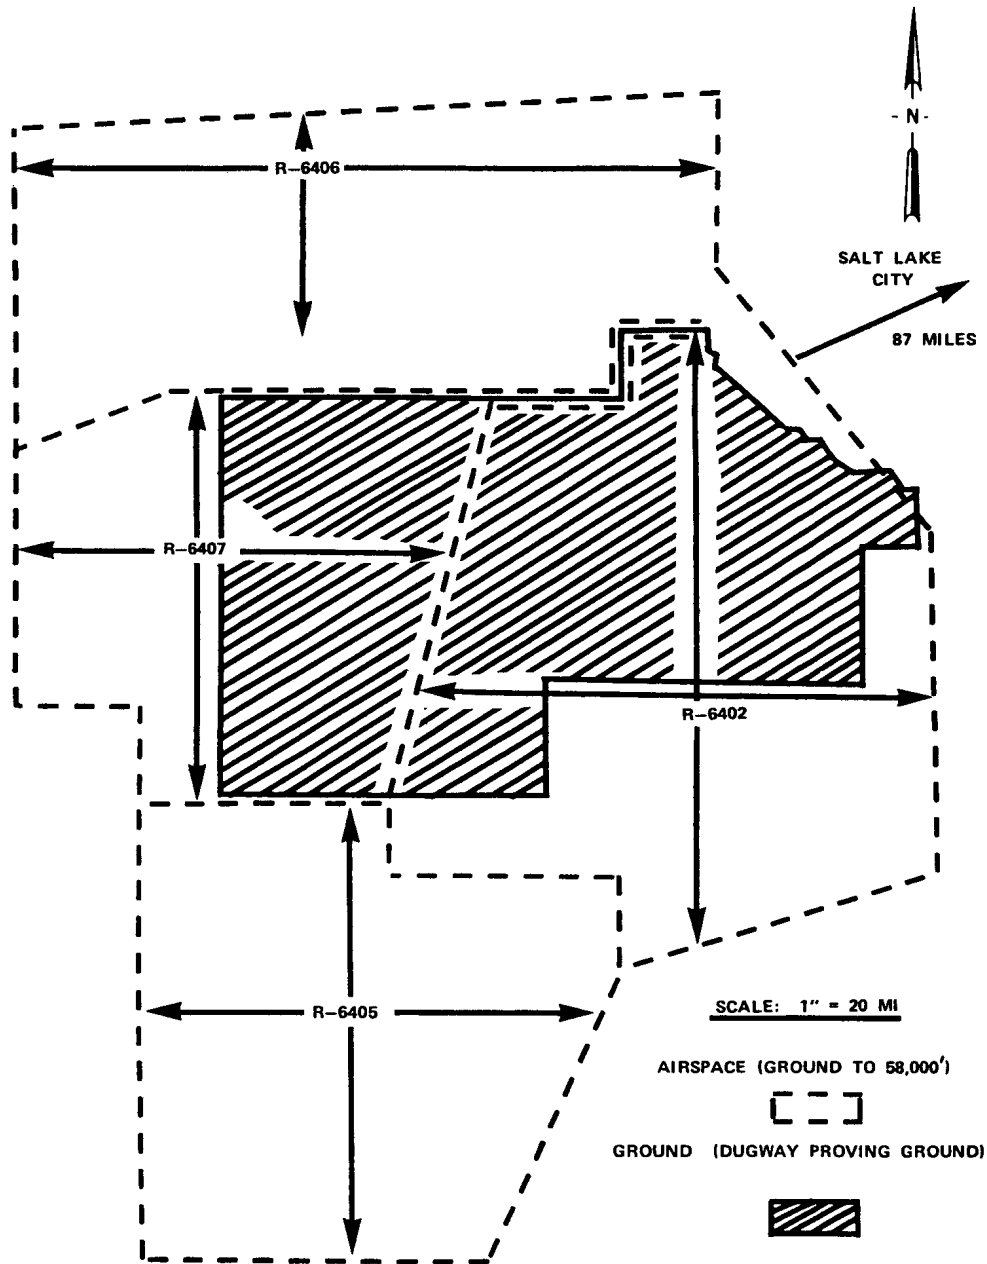 - N -
R-6406
SALT LAKE
CITY
87 MILES
R-6407
R-6402
R-6405
SCALE: 1" = 20 MI
AIRSPACE (GROUND TO 58,000')
GROUND (DUGWAY PROVING GROUND)